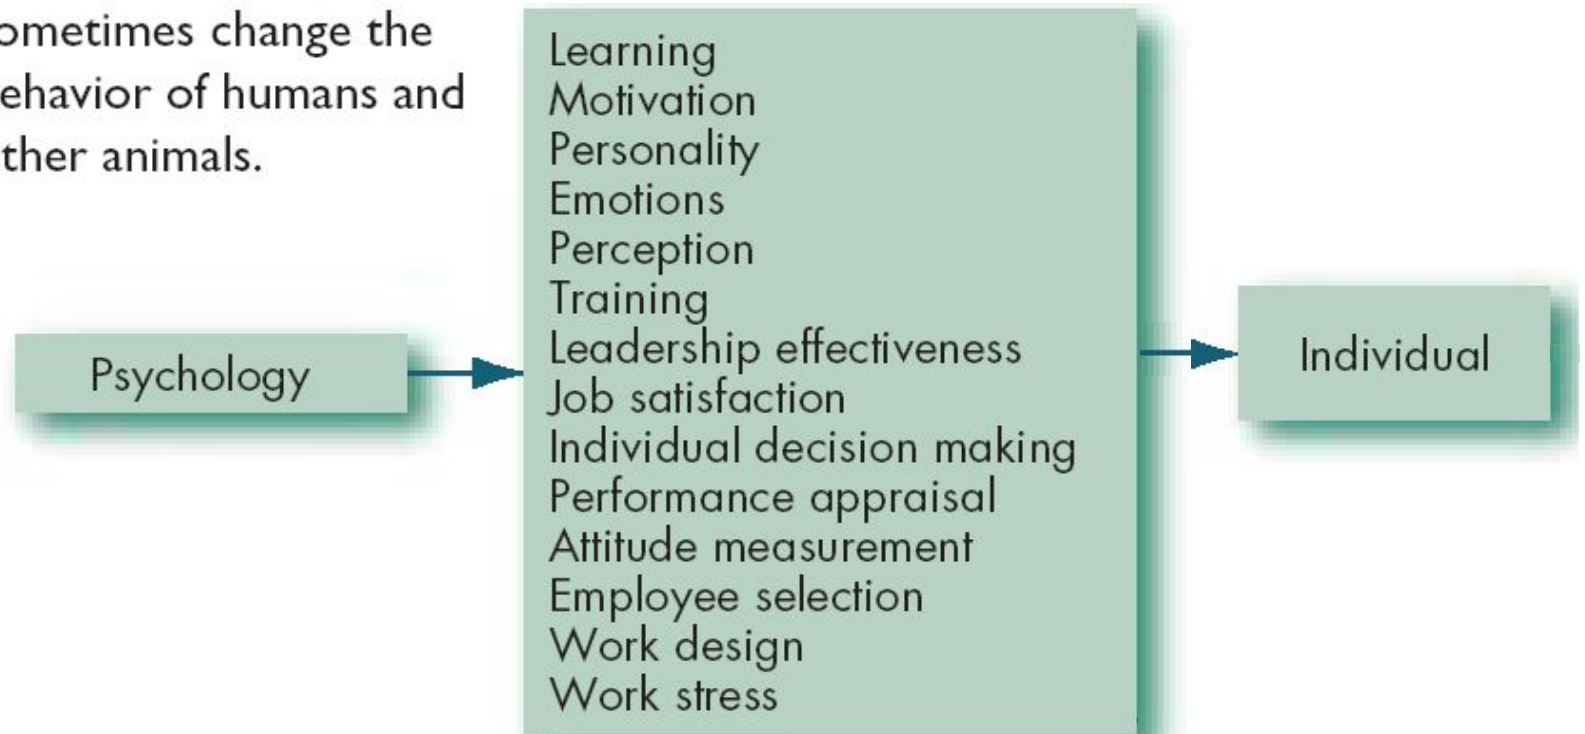 ometimes change the
ehavior of humans and
ther animals.
Learning
Motivation
Personality
Emotions
Perception
Training
Leadership effectiveness
Job satisfaction
Individual decision making
Performance appraisal
Attitude measurement
Employee selection
Work design
Work stress
Psychology
Individual